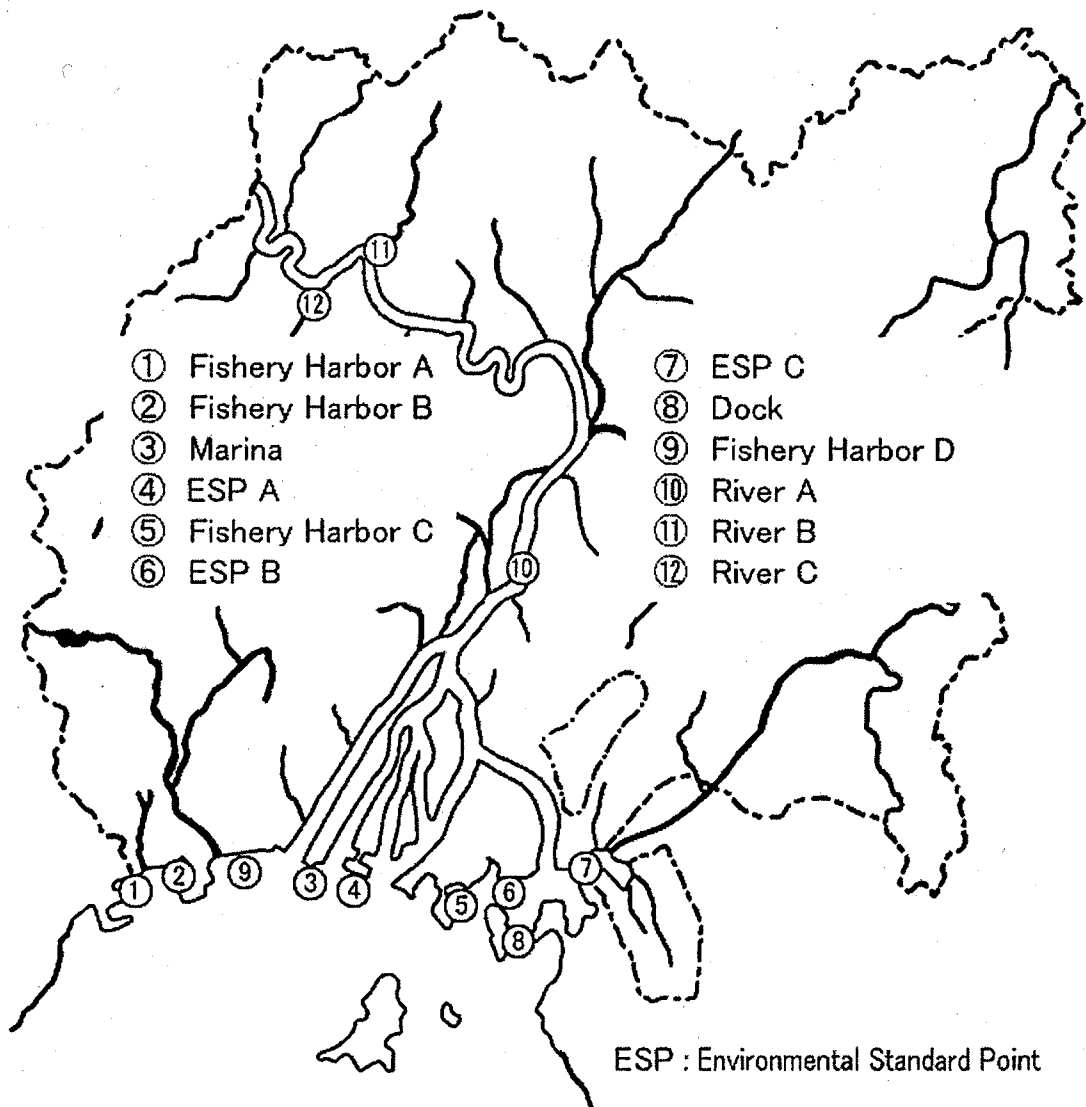 ⑪
⑫
① Fishery Harbor A
② Fishery Harbor B
③ Marina
④ ESP A
⑤ Fishery Harbor C
⑥ ESP B
⑦ ESP C
⑧ Dock
⑨ Fishery Harbor D
⑩ River A
⑪ River B
⑫ River C
⑩
① ② ⑨ ③ ④ ⑤ ⑥ ⑦
⑧
ESP : Environmental Standard Point